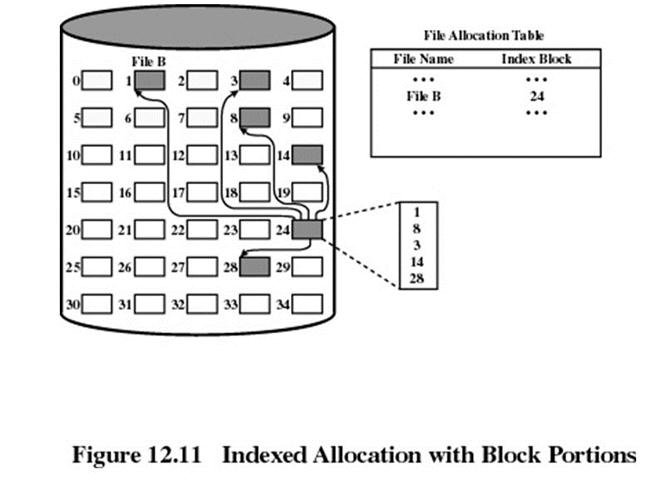 File Allocation Table
File Name Index Block
••• •••
File B 24
••• •••
File B
0 1 2 3 4
5 6 7 8 9
10 11 12 13 14
15 16 17 18 19
20 21 22 23 24
25 26 27 28 29
30 31 32 33 34
1
8
3
14
28
Figure 12.11 Indexed Allocation with Block Portions